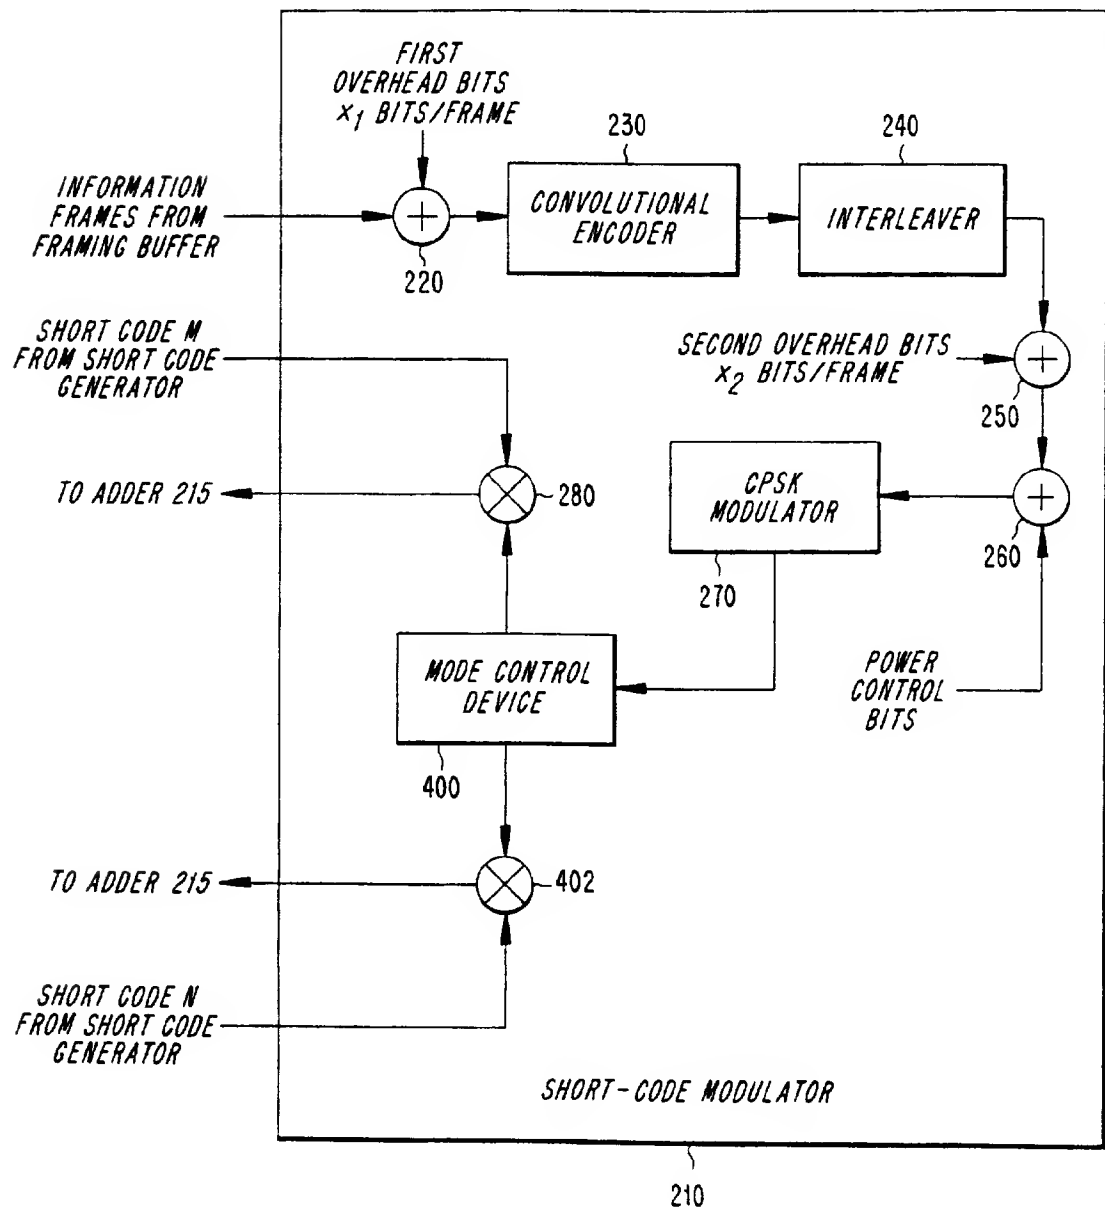 FIRST
OVERHEAD BITS
x1 BITS/FRAME
230
240
INFORMATION
FRAMES FROM
FRAMING BUFFER
CONVOLUTIONAL
ENCODER
INTERLEAVER
220
SHORT CODE M
FROM SHORT CODE
GENERATOR
SECOND OVERHEAD BITS
x2 BITS/FRAME
250
TO ADDER 215
280
CPSK
MODULATOR
260
270
MODE CONTROL
DEVICE
POWER
CONTROL
BITS
400
TO ADDER 215
402
SHORT CODE N
FROM SHORT CODE
GENERATOR
SHORT-CODE MODULATOR
210